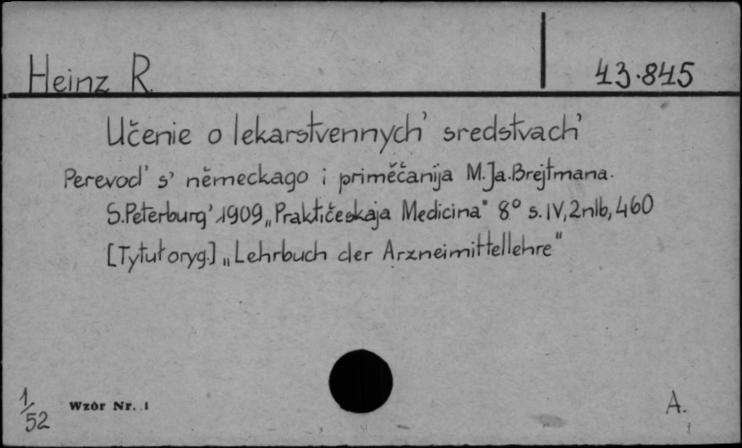 Heinz R. 43.845
Učenie o lekarstvennych' sredstvach'
Perevod' s' německago i priměčanija M.Ja.Brejtmana.
S.Peterburg' 1909 „Praktičeskaja Medicina" 8° s. IV, 2nlb, 460
[Tytuł oryg.] „Lehrbuch der Arzneimittellehre"
1/52 Wzór Nr. 1 A.